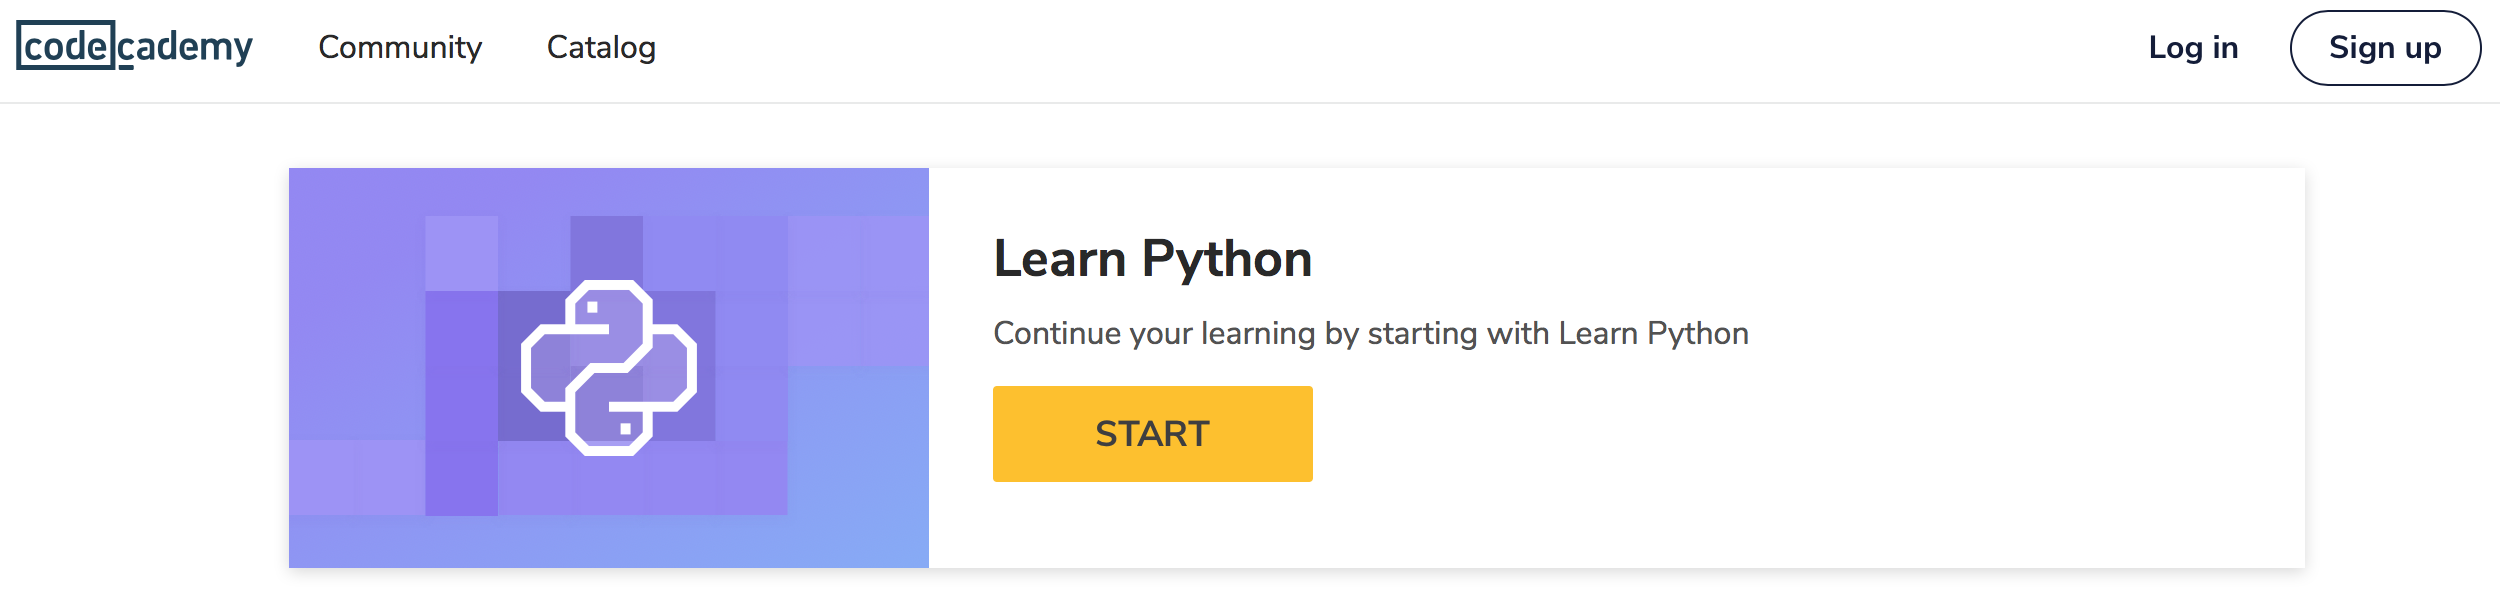 codecademy Community Catalog Log in Sign up
Learn Python
Continue your learning by starting with Learn Python
START